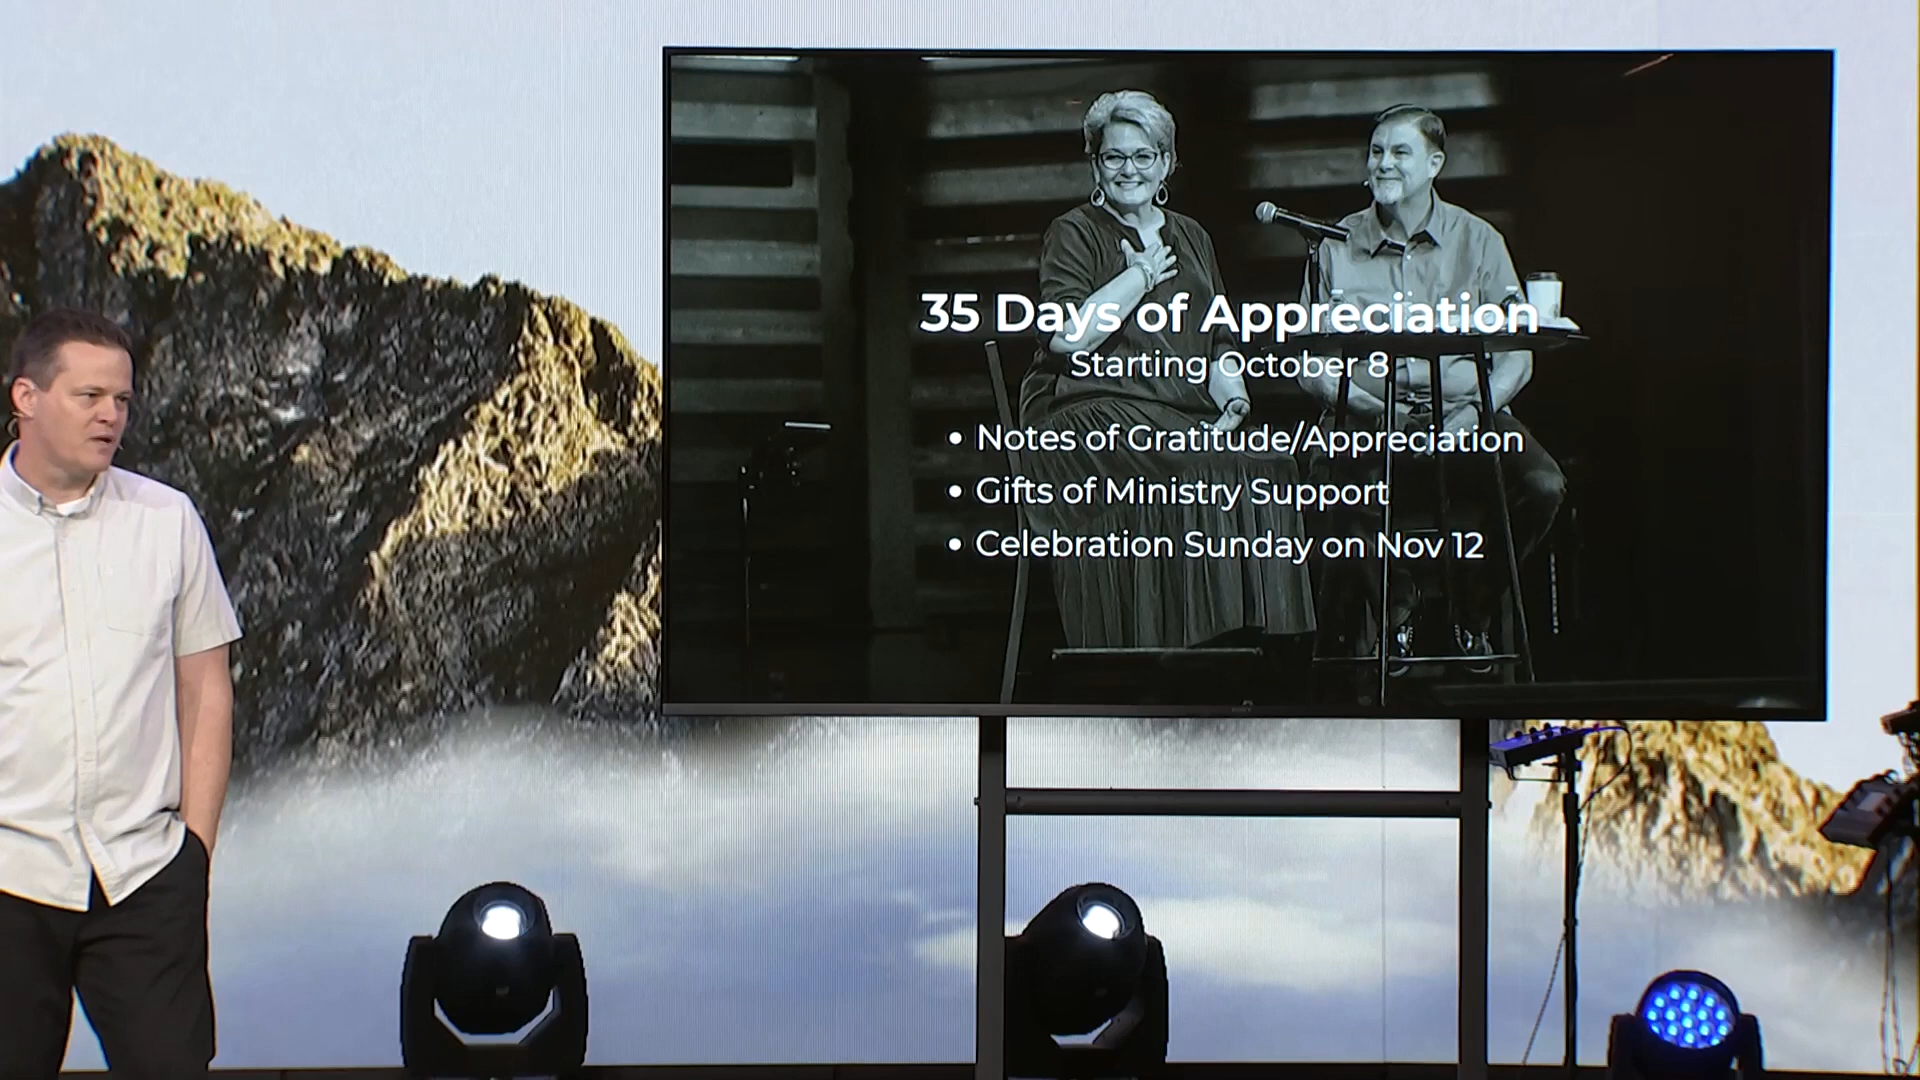 35 Days of Appreciation
Starting October 8
• Notes of Gratitude/Appreciation
• Gifts of Ministry Support
• Celebration Sunday on Nov 12